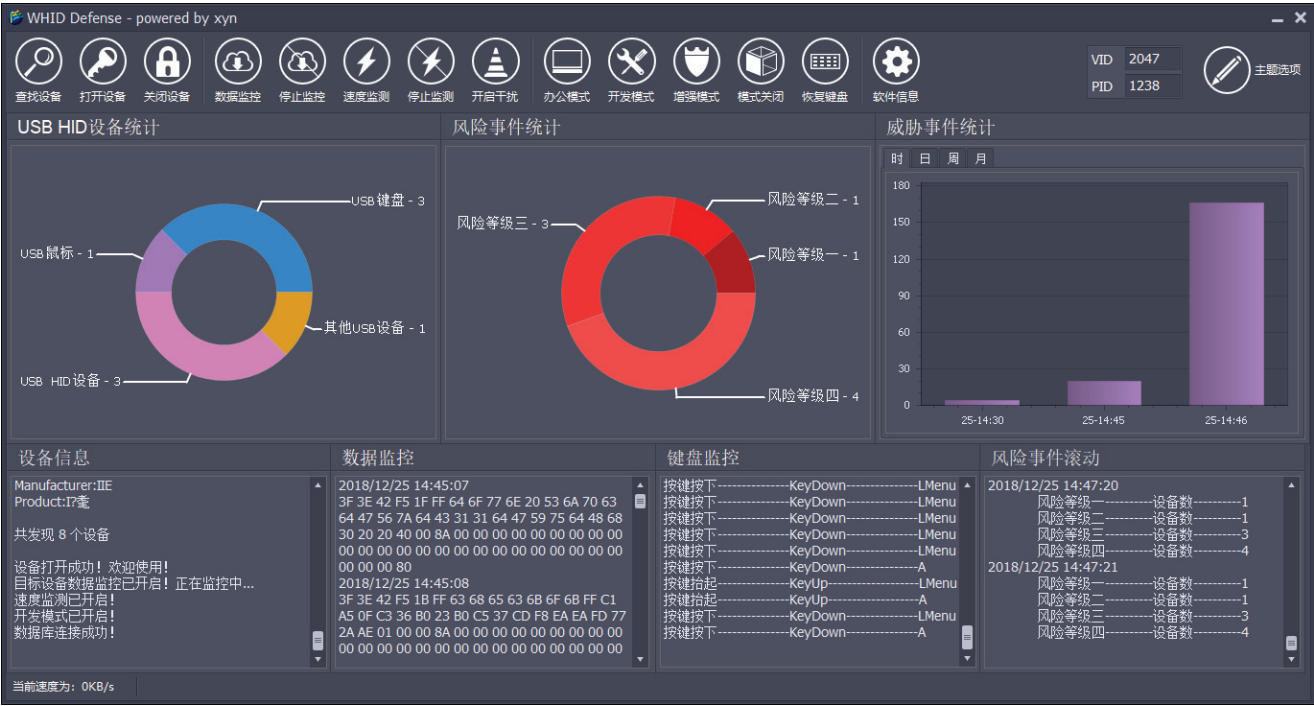 WHID Defense - powered by xyn
查找设备 打开设备 关闭设备 数据监控 停止监控 速度监测 停止监测 开启干扰 办公模式 开发模式 增强模式 模式关闭 恢复键盘 软件信息
VID 2047
PID 1238
主题选项
USB HID设备统计
USB键盘 - 3
USB鼠标 - 1
其他USB设备 - 1
USB HID设备 - 3
风险事件统计
风险等级二 - 1
风险等级三 - 3
风险等级一 - 1
风险等级四 - 4
威胁事件统计
时 日 周 月
180
150
120
90
60
30
0
25-14:30 25-14:45 25-14:46
设备信息
Manufacturer:IIE
共发现 8 个设备
设备打开成功！欢迎使用!
目标设备数据监控已开启！正在监控中...
速度监测已开启！
开发模式已开启！
数据库连接成功！
数据监控
2018/12/25 14:45:07
3F 3E 42 F5 1F FF 64 6F 77 6E 20 53 6A 70 63
64 47 56 7A 64 43 31 31 64 47 59 75 64 48 68
30 20 20 40 00 8A 00 00 00 00 00 00 00 00 00
00 00 00 00 00 00 00 00 00 00 00 00 00 00 00
00 00 00 80
2018/12/25 14:45:08
3F 3E 42 F5 1B FF 63 68 65 63 6B 6F 6B FF C1
A5 0F C3 36 B0 23 B0 C5 37 CD F8 EA EA FD 77
2A AE 01 00 00 8A 00 00 00 00 00 00 00 00 00
00 00 00 00 00 00 00 00 00 00 00 00 00 00 00
键盘监控
按键按下---------------KeyDown---------------LMenu
按键按下---------------KeyDown---------------LMenu
按键按下---------------KeyDown---------------LMenu
按键按下---------------KeyDown---------------LMenu
按键按下---------------KeyDown---------------LMenu
按键按下---------------KeyDown---------------A
按键抬起---------------KeyUp-------------------LMenu
按键抬起---------------KeyUp-------------------A
按键按下---------------KeyDown---------------LMenu
按键按下---------------KeyDown---------------A
风险事件滚动
2018/12/25 14:47:20
风险等级一----------设备数----------1
风险等级二----------设备数----------1
风险等级三----------设备数----------3
风险等级四----------设备数----------4
2018/12/25 14:47:21
风险等级一----------设备数----------1
风险等级二----------设备数----------1
风险等级三----------设备数----------3
风险等级四----------设备数----------4
当前速度为：0KB/s